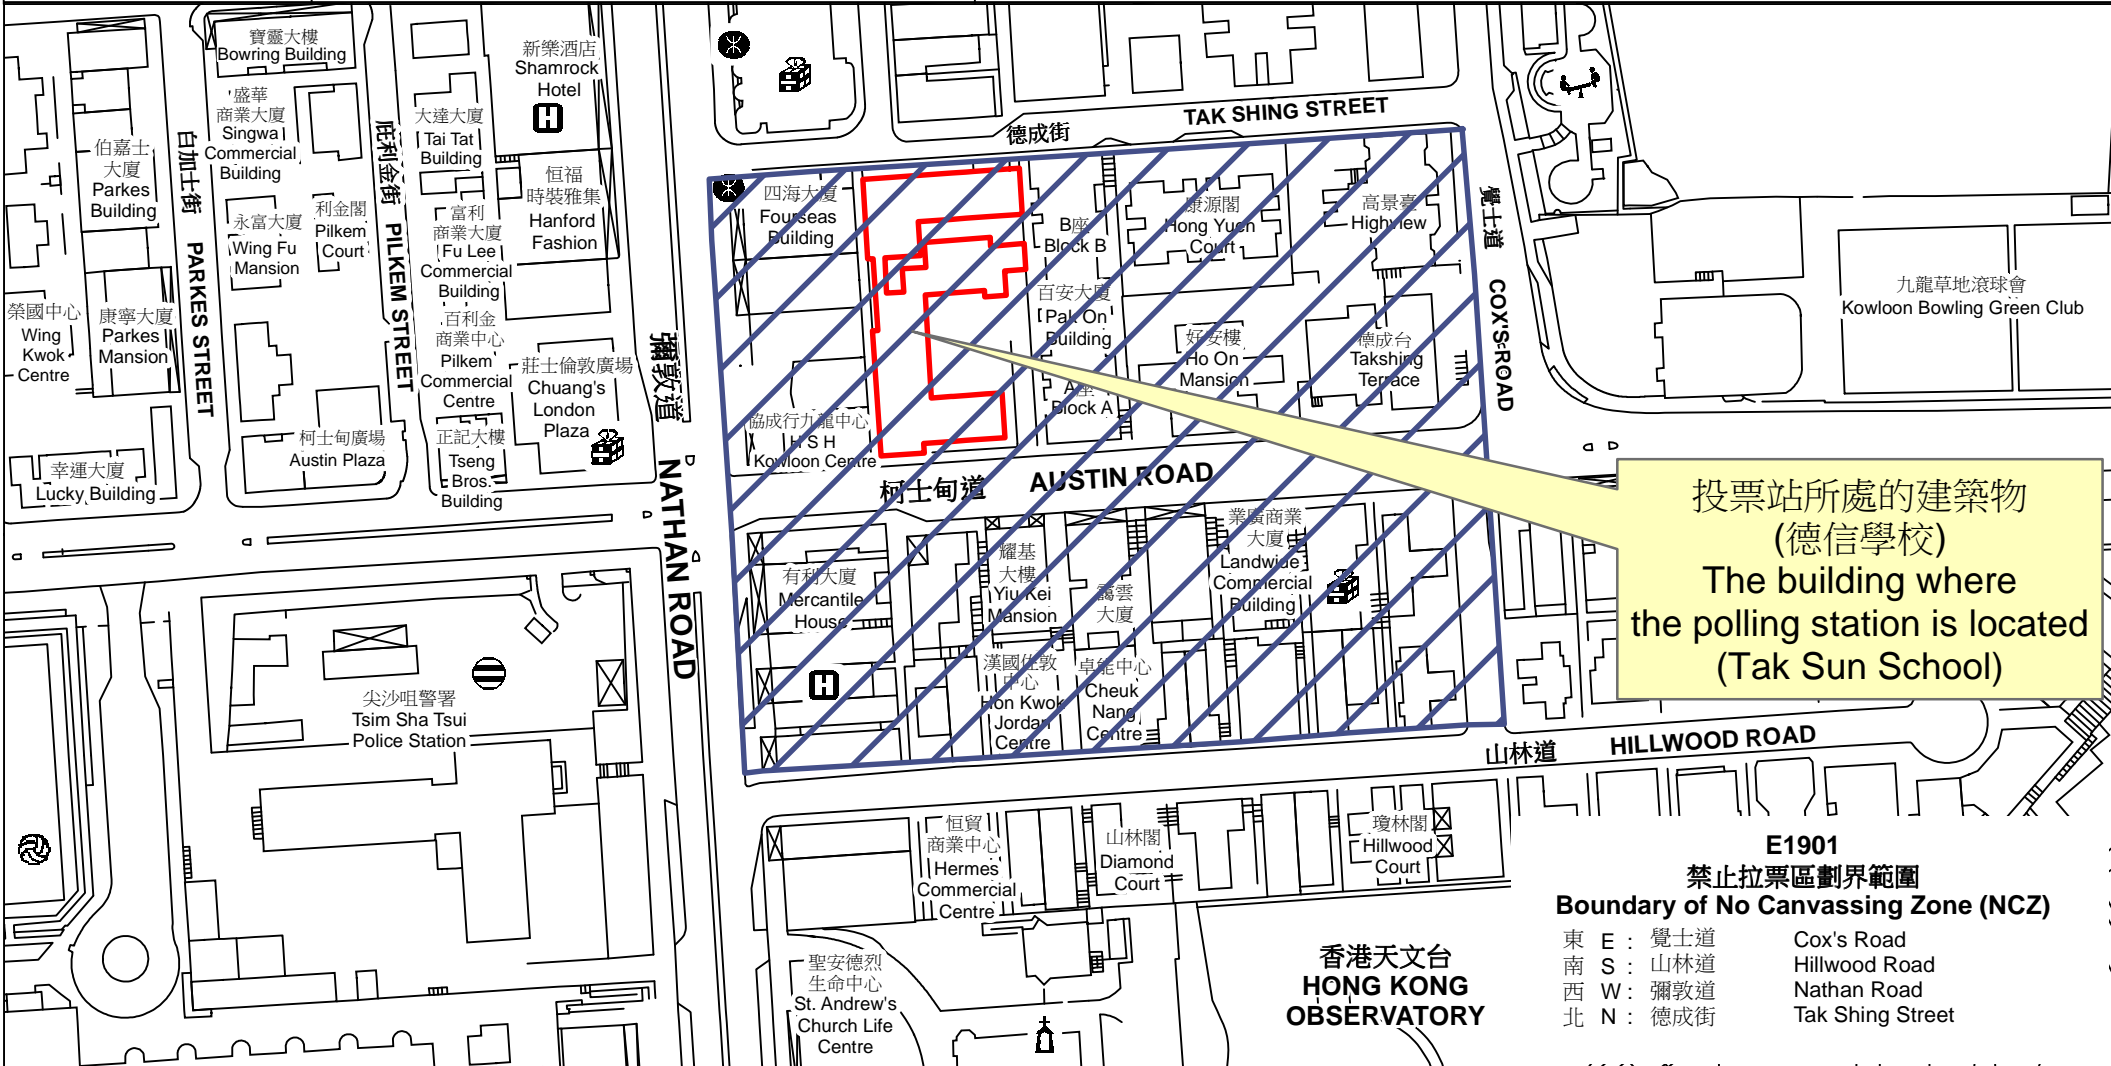 寶靈大樓
Bowring Building
盛華
商業大廈
Singwa
Commercial
Building
伯嘉士
大廈
Parkes
Building
白加士街 PARKES STREET
永富大廈
Wing Fu
Mansion
利金閣
Pilkem
Court
庇利金街 PILKEM STREET
大達大廈
Tai Tat
Building
新樂酒店
Shamrock
Hotel
恒福
時裝雅集
Hanford
Fashion
富利
商業大廈
Fu Lee
Commercial
Building
百利金
商業中心
Pilkem
Commercial
Centre
莊士倫敦廣場
Chuang's
London
Plaza
榮國中心
Wing
Kwok
Centre
康寧大廈
Parkes
Mansion
幸運大廈
Lucky Building
柯士甸廣場
Austin Plaza
正記大樓
Tseng
Bros.
Building
彌敦道 NATHAN ROAD
德成街 TAK SHING STREET
四海大廈
Fourseas
Building
B座
Block B
百安大廈
Pak On
Building
A座
Block A
康源閣
Hong Yuen
Court
高景臺
Highview
好安樓
Ho On
Mansion
德成台
Takshing
Terrace
覺士道 COX'S ROAD
九龍草地滾球會
Kowloon Bowling Green Club
協成行九龍中心
H S H
Kowloon Centre
柯士甸道 AUSTIN ROAD
投票站所處的建築物
(德信學校)
The building where
the polling station is located
(Tak Sun School)
有利大廈
Mercantile
House
耀基
大樓
Yiu Kei
Mansion
靄雲
大廈
業廣商業
大廈
Landwide
Commercial
Building
漢國佐敦
中心
Hon Kwok
Jordan
Centre
卓能中心
Cheuk
Nang
Centre
尖沙咀警署
Tsim Sha Tsui
Police Station
山林道 HILLWOOD ROAD
恒貿
商業中心
Hermes
Commercial
Centre
山林閣
Diamond
Court
瓊林閣
Hillwood
Court
聖安德烈
生命中心
St. Andrew's
Church Life
Centre
香港天文台
HONG KONG
OBSERVATORY
E1901
禁止拉票區劃界範圍
Boundary of No Canvassing Zone (NCZ)
東 E : 覺士道 Cox's Road
南 S : 山林道 Hillwood Road
西 W : 彌敦道 Nathan Road
北 N : 德成街 Tak Shing Street